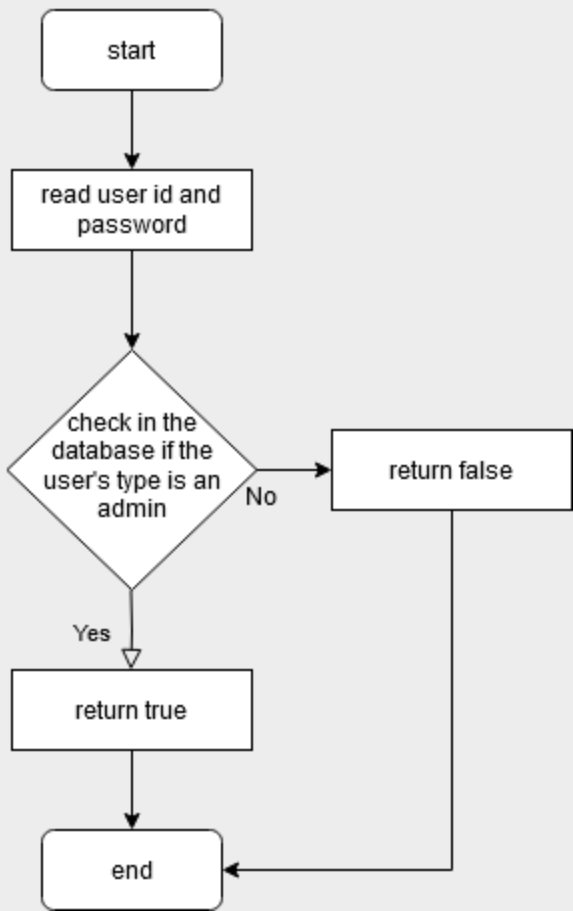 start
read user id and
password
check in the
database if the
user's type is an
admin
No
return false
Yes
return true
end